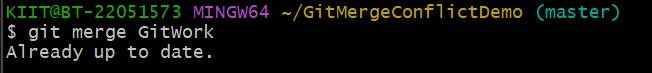 KIIT@BT-22051573 MINGW64 ~/GitMergeConflictDemo (master)
$ git merge GitWork
Already up to date.